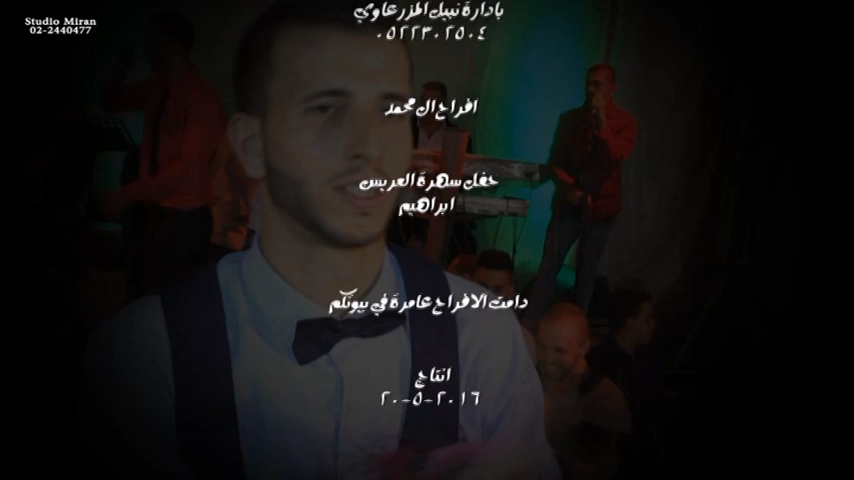 Studio Miran
02-2440477
بادارة نبيل المزرعاوي
٠٥٢٢٣٠٢٥٠٤
افراح ال محمد
حفل سهرة العريس
ابراهيم
دامت الافراح عامرة في بيوتكم
انتاج
٢٠-٥-٢٠١٦